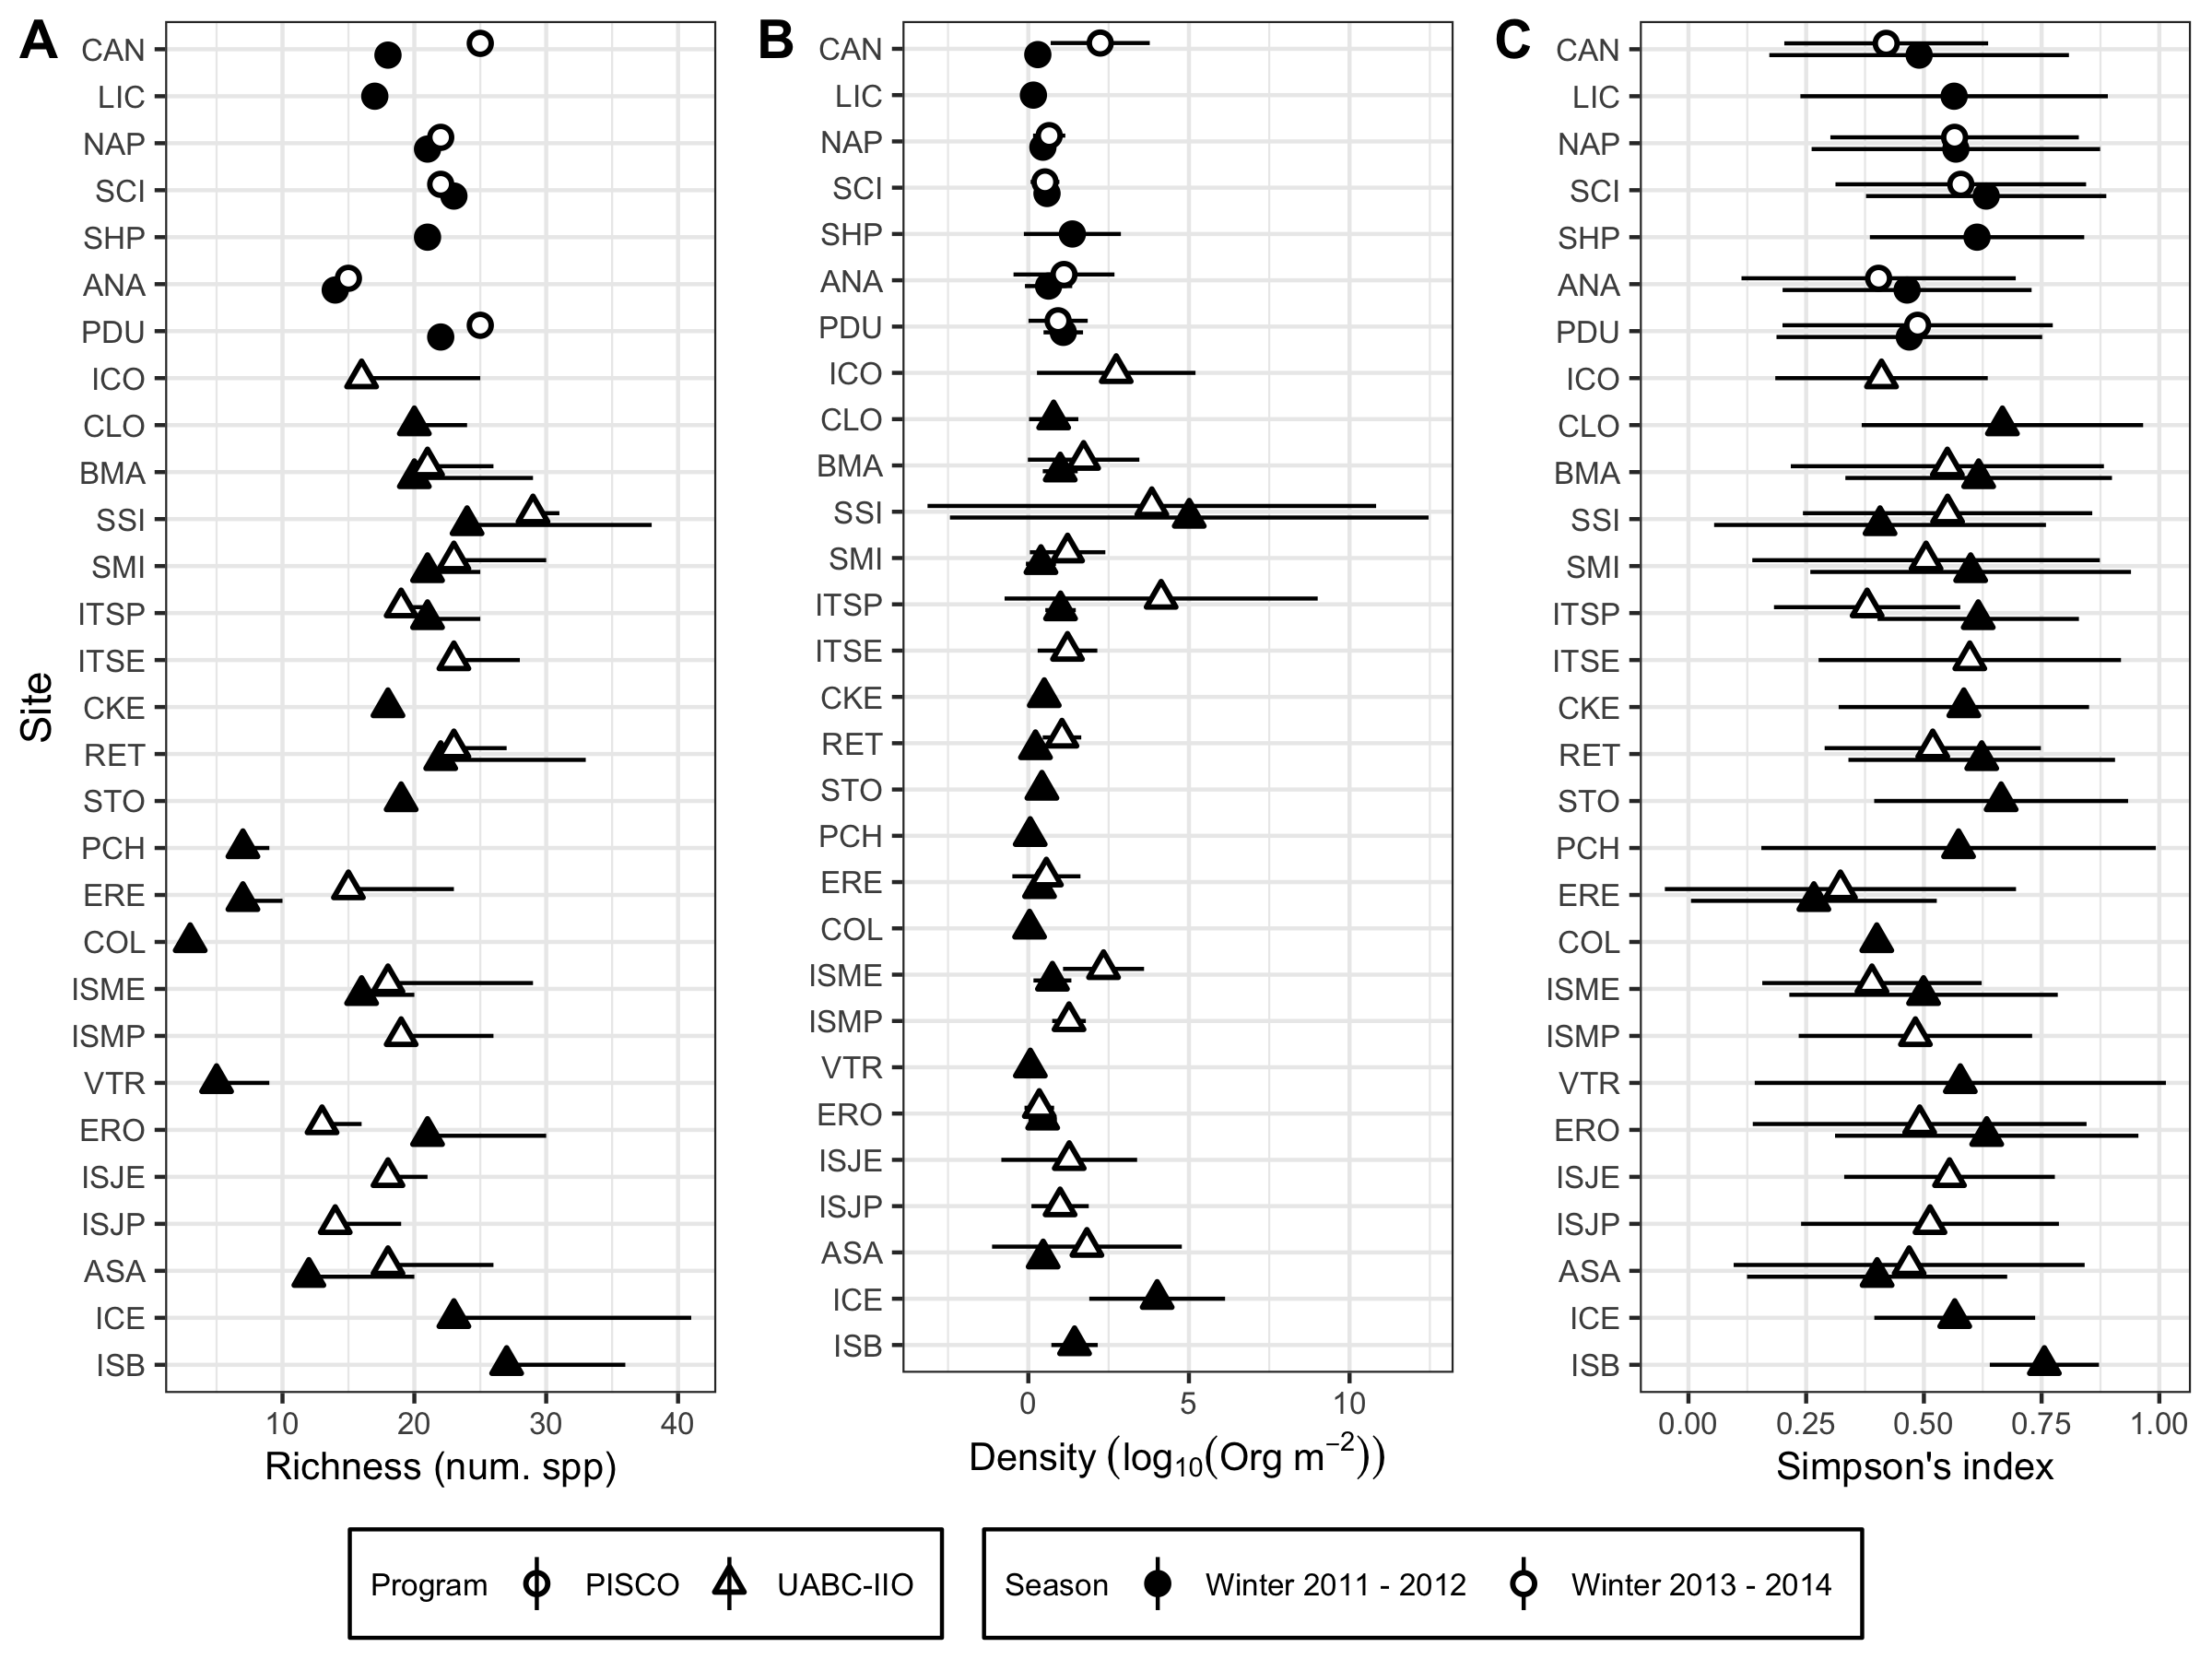 A
Site
CAN
LIC
NAP
SCI
SHP
ANA
PDU
ICO
CLO
BMA
SSI
SMI
ITSP
ITSE
CKE
RET
STO
PCH
ERE
COL
ISME
ISMP
VTR
ERO
ISJE
ISJP
ASA
ICE
ISB
10 20 30 40
Richness (num. spp)
B
CAN
LIC
NAP
SCI
SHP
ANA
PDU
ICO
CLO
BMA
SSI
SMI
ITSP
ITSE
CKE
RET
STO
PCH
ERE
COL
ISME
ISMP
VTR
ERO
ISJE
ISJP
ASA
ICE
ISB
0 5 10
Density (log₁₀(Org m⁻²))
C
CAN
LIC
NAP
SCI
SHP
ANA
PDU
ICO
CLO
BMA
SSI
SMI
ITSP
ITSE
CKE
RET
STO
PCH
ERE
COL
ISME
ISMP
VTR
ERO
ISJE
ISJP
ASA
ICE
ISB
0.00 0.25 0.50 0.75 1.00
Simpson's index
Program PISCO UABC-IIO
Season Winter 2011 - 2012 Winter 2013 - 2014